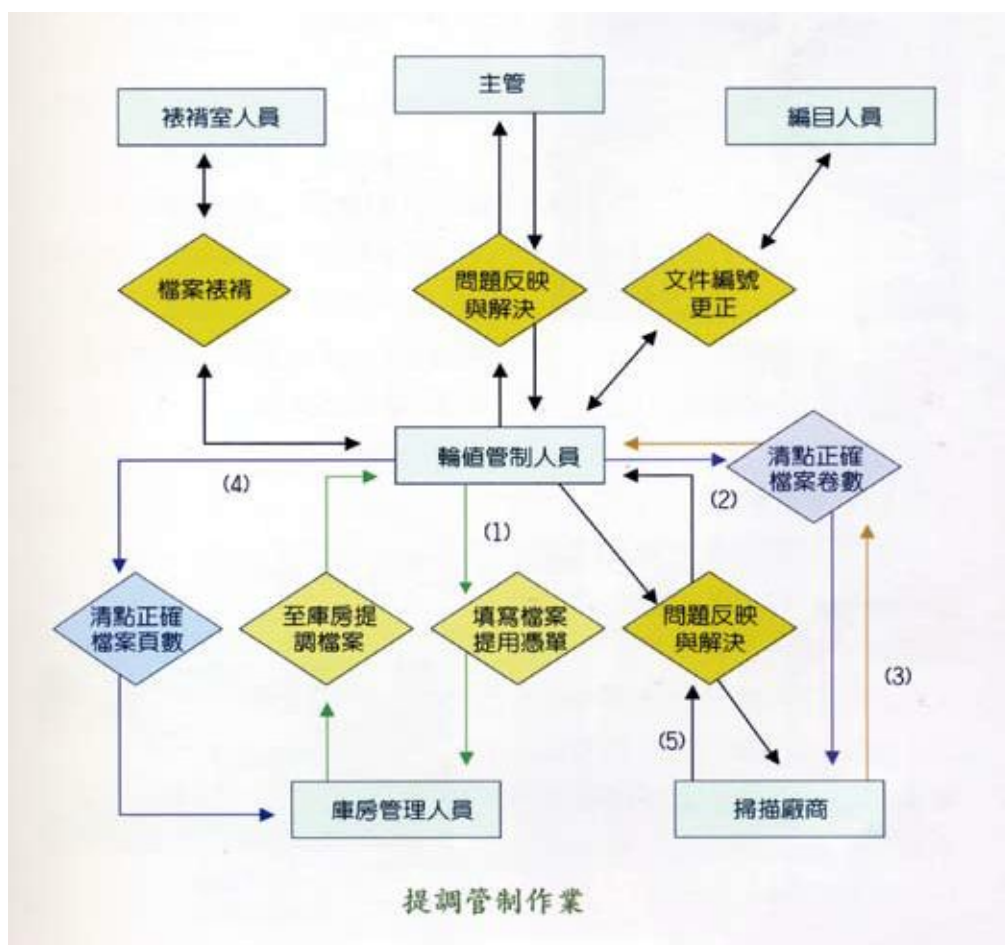 主管
裱褙室人員
編目人員
檔案裱褙
問題反映
與解決
文件編號
更正
輪值管制人員
清點正確
檔案卷數
(4)
(2)
(1)
清點正確
檔案頁數
至庫房提
調檔案
填寫檔案
提用憑單
問題反映
與解決
(3)
(5)
庫房管理人員
掃描廠商
提調管制作業